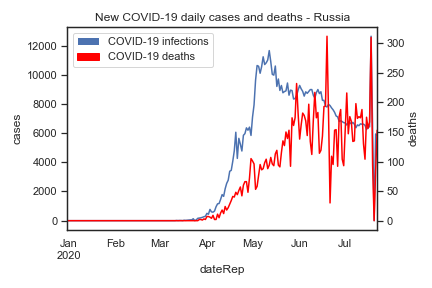 New COVID-19 daily cases and deaths - Russia
COVID-19 infections
COVID-19 deaths
12000
10000
8000
6000
4000
2000
0
cases
300
250
200
150
100
50
0
deaths
Jan Feb Mar Apr May Jun Jul
2020
dateRep